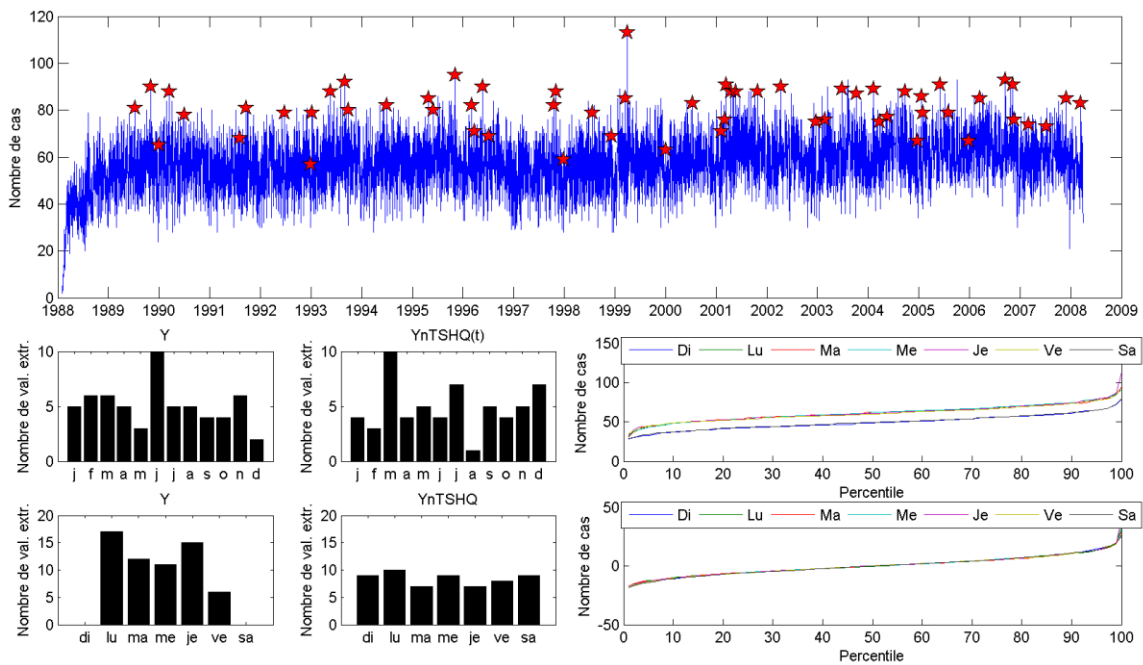 120
100
80
60
40
20
0
Nombre de cas
1988 1989 1990 1991 1992 1993 1994 1995 1996 1997 1998 1999 2000 2001 2002 2003 2004 2005 2006 2007 2008 2009
Y
10
5
0
Nombre de val. extr.
j f m a m j j a s o n d
YnTSHQ(t)
10
5
0
Nombre de val. extr.
j f m a m j j a s o n d
150
100
50
0
Nombre de cas
Di Lu Ma Me Je Ve Sa
0 10 20 30 40 50 60 70 80 90 100
Percentile
Y
20
15
10
5
0
Nombre de val. extr.
di lu ma me je ve sa
YnTSHQ
20
15
10
5
0
Nombre de val. extr.
di lu ma me je ve sa
50
0
-50
Nombre de cas
Di Lu Ma Me Je Ve Sa
0 10 20 30 40 50 60 70 80 90 100
Percentile